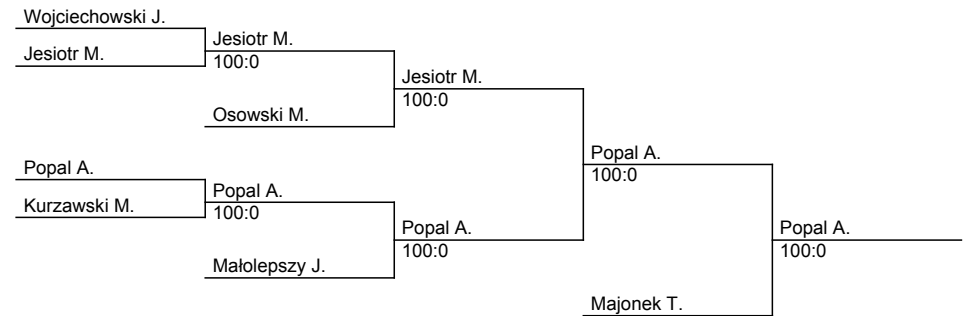 Wojciechowski J.
Jesiotr M.
Jesiotr M.
100:0
Jesiotr M.
100:0
Osowski M.
Popal A.
Popal A.
100:0
Kurzawski M.
Popal A.
100:0
Popal A.
100:0
Popal A.
100:0
Małolepszy J.
Majonek T.